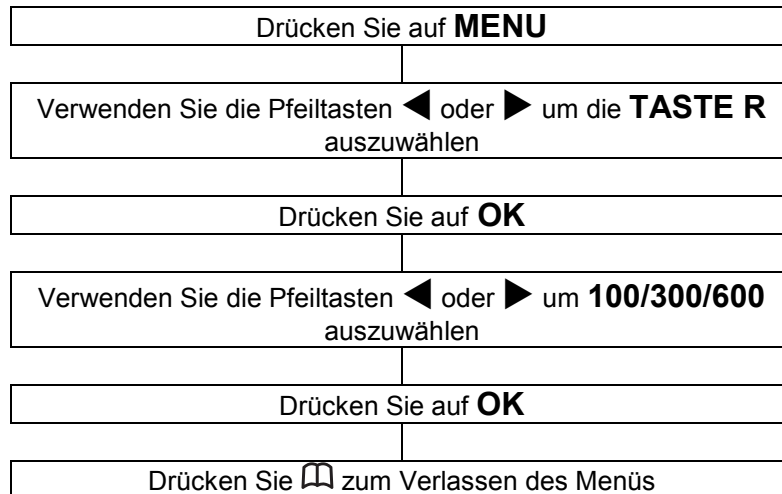 Drücken Sie auf MENU
Verwenden Sie die Pfeiltasten ◀ oder ▶ um die TASTE R
auszuwählen
Drücken Sie auf OK
Verwenden Sie die Pfeiltasten ◀ oder ▶ um 100/300/600
auszuwählen
Drücken Sie auf OK
Drücken Sie 🕮 zum Verlassen des Menüs